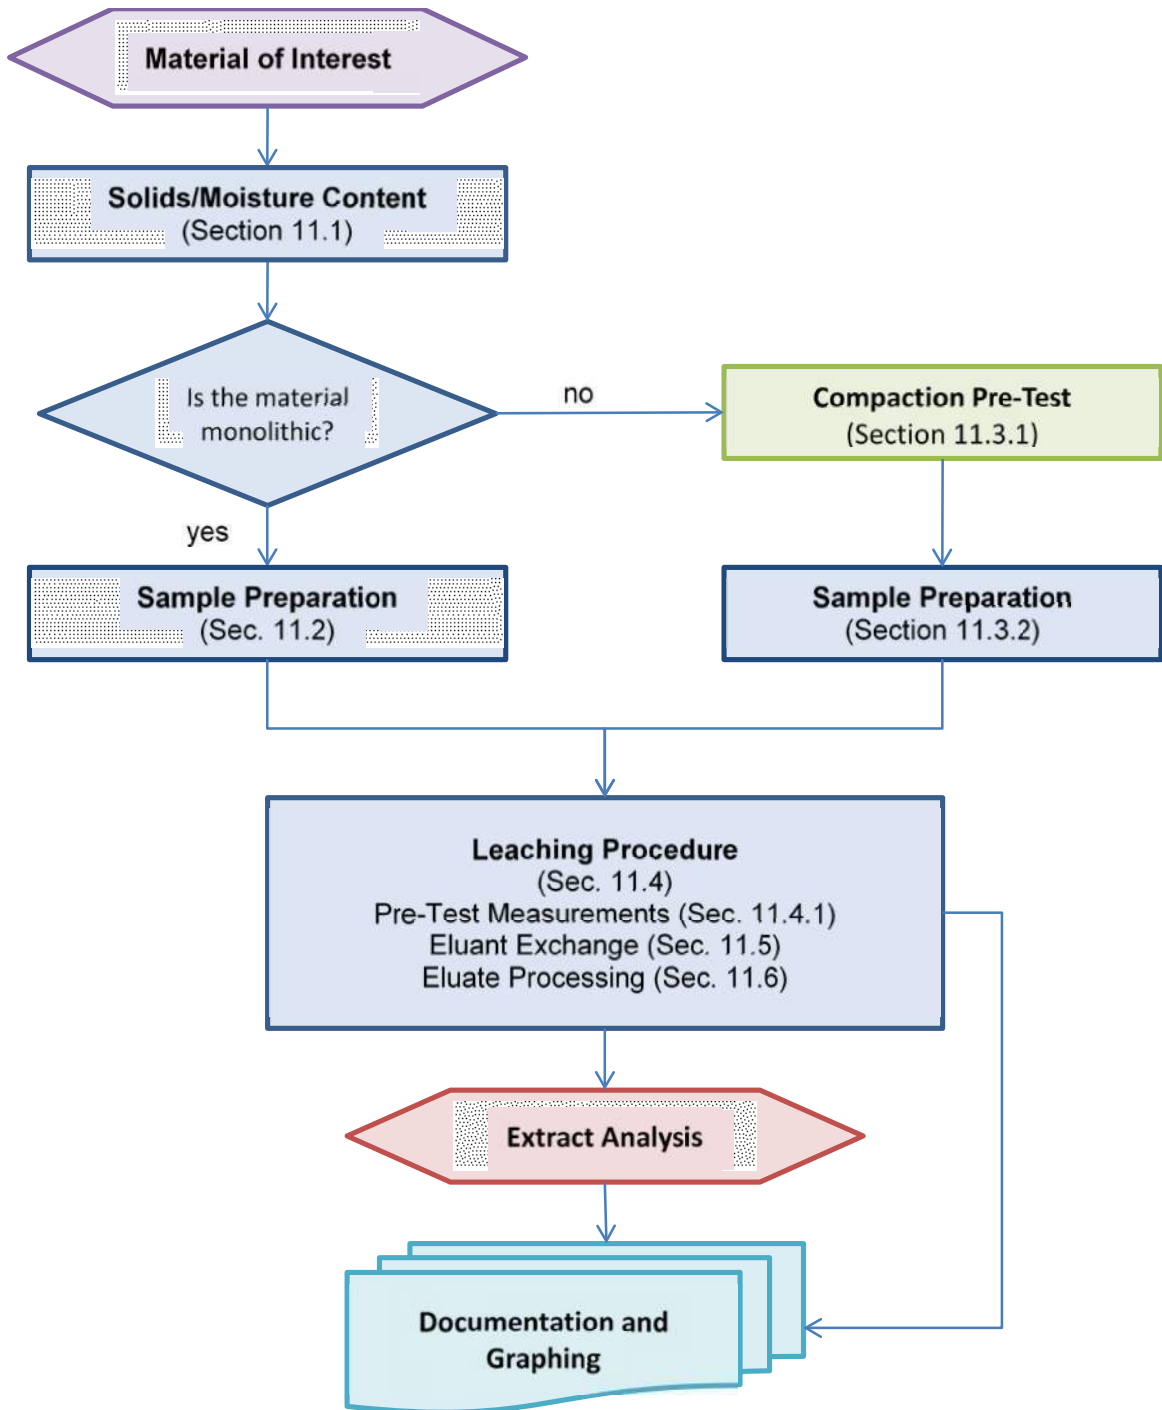 Material of Interest
Solids/Moisture Content
(Section 11.1)
Is the material
monolithic?
no
Compaction Pre-Test
(Section 11.3.1)
yes
Sample Preparation
(Sec. 11.2)
Sample Preparation
(Section 11.3.2)
Leaching Procedure
(Sec. 11.4)
Pre-Test Measurements (Sec. 11.4.1)
Eluant Exchange (Sec. 11.5)
Eluate Processing (Sec. 11.6)
Extract Analysis
Documentation and
Graphing